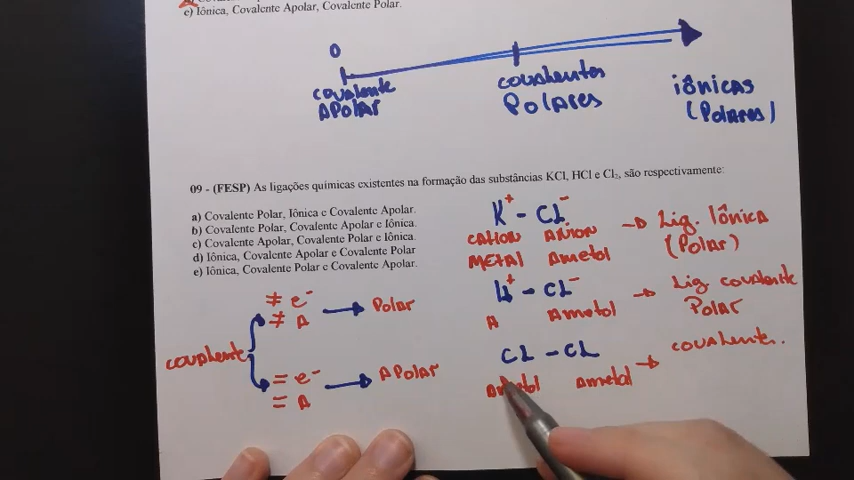 e) Iônica, Covalente Apolar, Covalente Polar.
0
covalente
Apolar
covalentes
Polares
iônicas
(Polares)
09 - (FESP) As ligações químicas existentes na formação das substâncias KCl, HCl e Cl₂, são respectivamente:
a) Covalente Polar, Iônica e Covalente Apolar.
b) Covalente Polar, Covalente Apolar e Iônica.
c) Covalente Apolar, Covalente Polar e Iônica.
d) Iônica, Covalente Apolar e Covalente Polar
e) Iônica, Covalente Polar e Covalente Apolar.
K⁺ - CL⁻
CATION ANION → Lig. Iônica
METAL Ametal (Polar)
H⁺ - CL⁻ → Lig covalente
A Ametal Polar
CL - CL → covalente.
Ametal Ametal
covalente
≠ e⁻
≠ A → Polar
= e⁻ → Apolar
= A